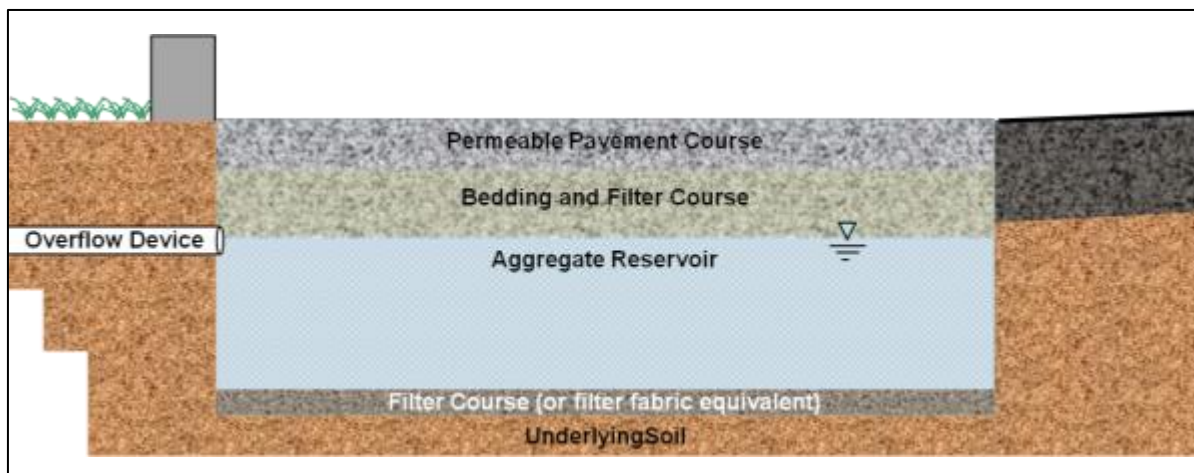 Permeable Pavement Course
Bedding and Filter Course
Overflow Device
Aggregate Reservoir
Filter Course (or filter fabric equivalent)
UnderlyingSoil